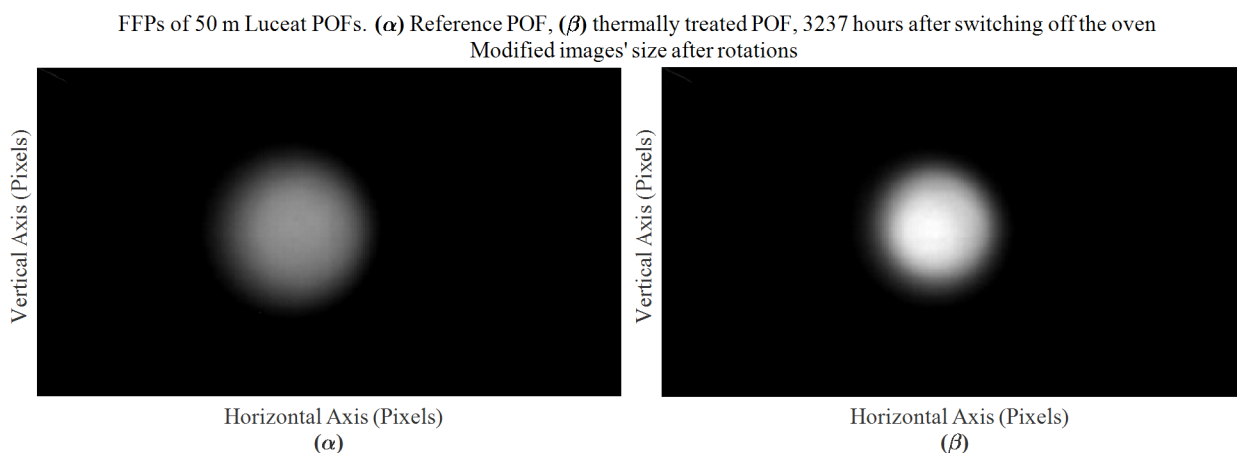 FFPs of 50 m Luceat POFs. (α) Reference POF, (β) thermally treated POF, 3237 hours after switching off the oven
Modified images' size after rotations
Vertical Axis (Pixels)
Horizontal Axis (Pixels)
(α)
Vertical Axis (Pixels)
Horizontal Axis (Pixels)
(β)